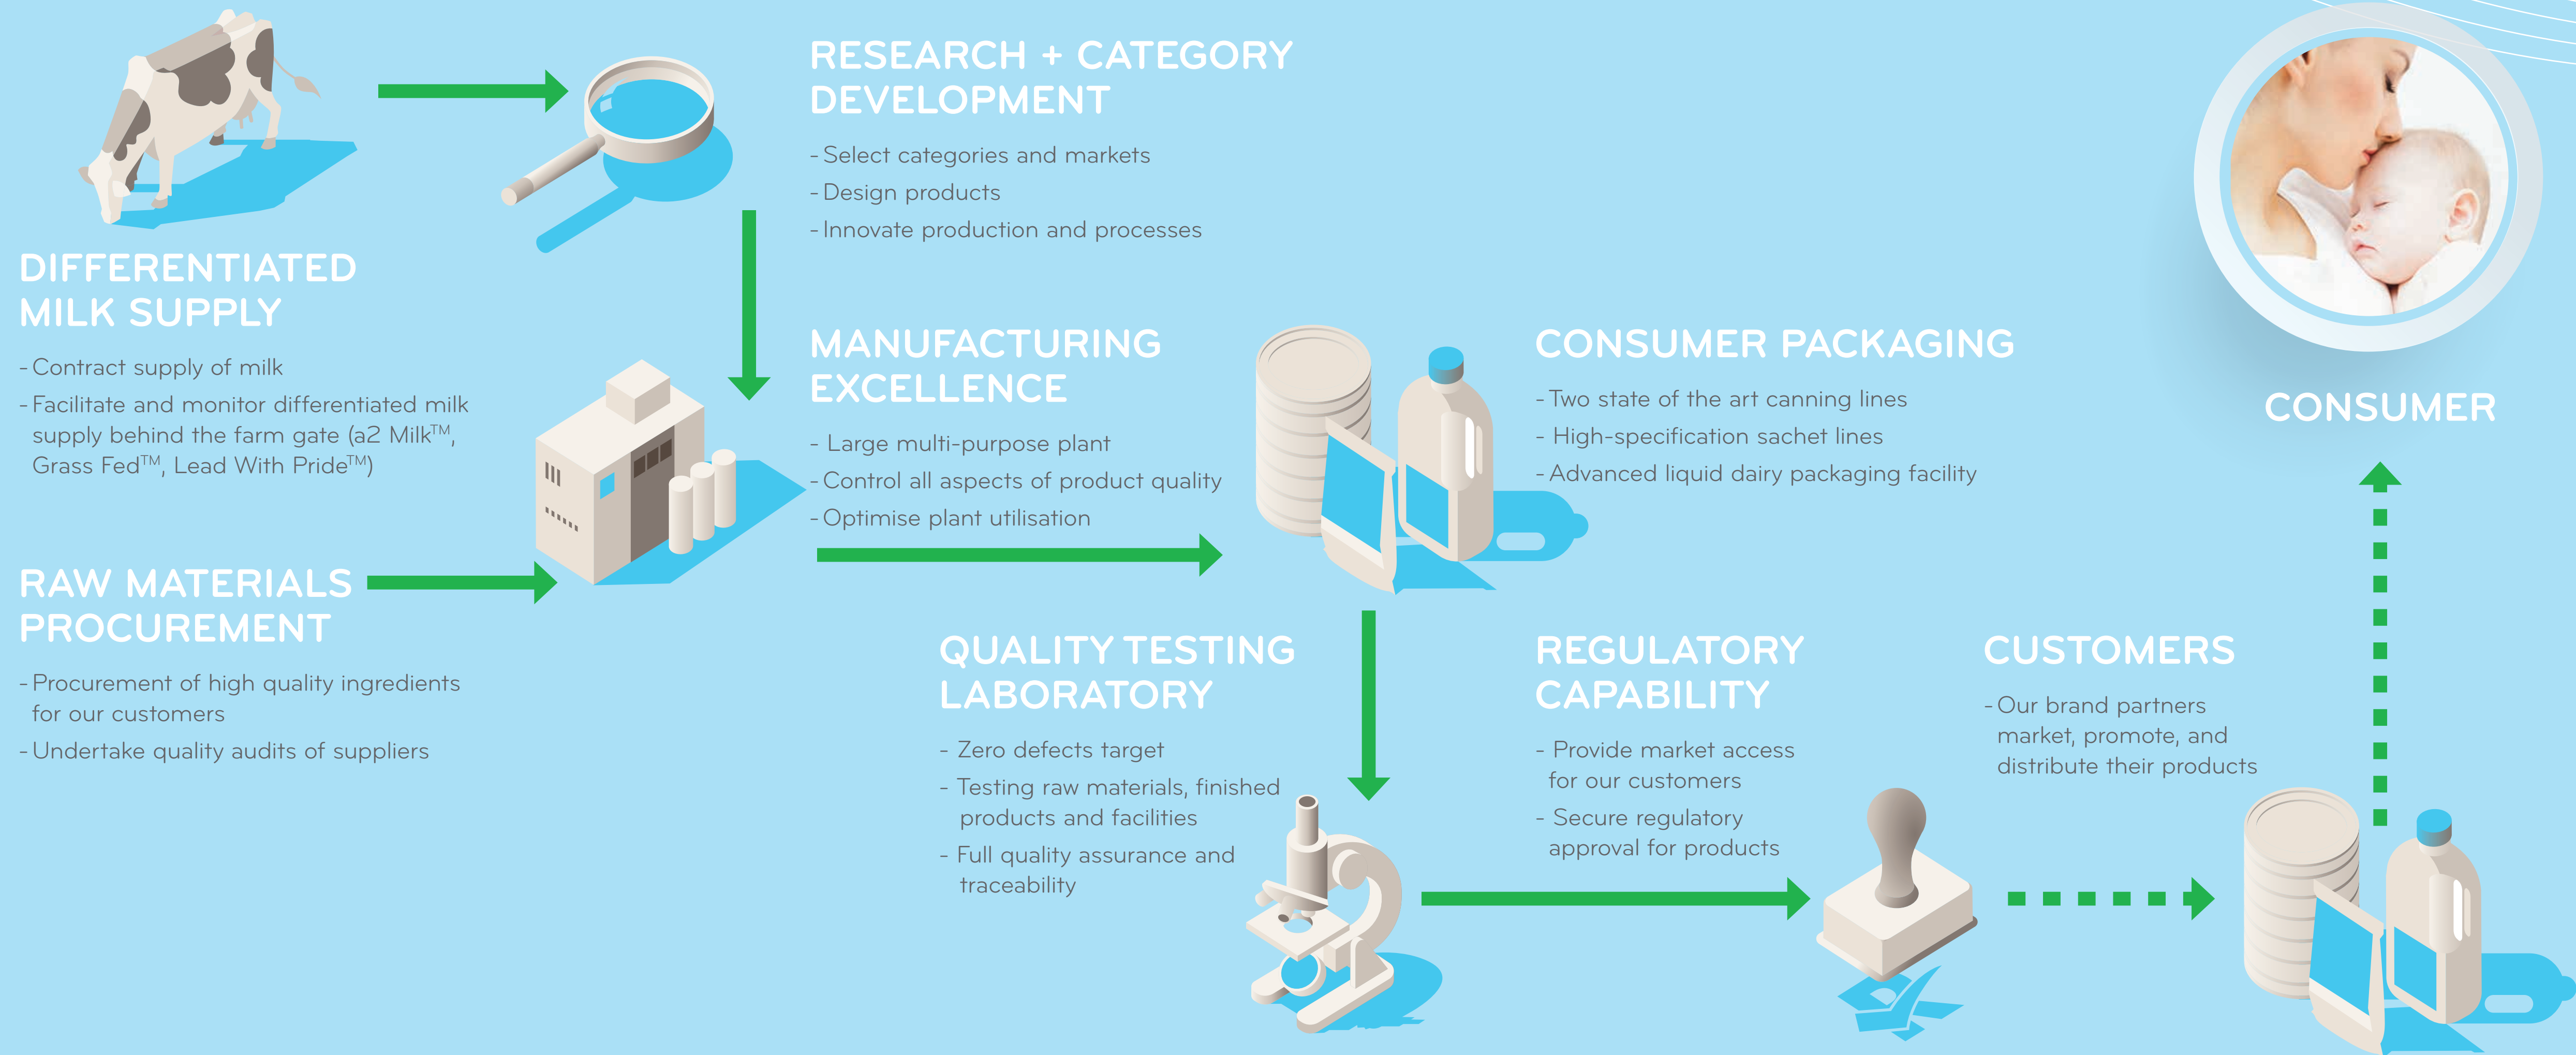 DIFFERENTIATED
MILK SUPPLY
- Contract supply of milk
- Facilitate and monitor differentiated milk
supply behind the farm gate (a2 Milk™,
Grass Fed™, Lead With Pride™)
RAW MATERIALS
PROCUREMENT
- Procurement of high quality ingredients
for our customers
- Undertake quality audits of suppliers
RESEARCH + CATEGORY
DEVELOPMENT
- Select categories and markets
- Design products
- Innovate production and processes
MANUFACTURING
EXCELLENCE
- Large multi-purpose plant
- Control all aspects of product quality
- Optimise plant utilisation
CONSUMER PACKAGING
- Two state of the art canning lines
- High-specification sachet lines
- Advanced liquid dairy packaging facility
QUALITY TESTING
LABORATORY
- Zero defects target
- Testing raw materials, finished
products and facilities
- Full quality assurance and
traceability
REGULATORY
CAPABILITY
- Provide market access
for our customers
- Secure regulatory
approval for products
CUSTOMERS
- Our brand partners
market, promote, and
distribute their products
CONSUMER